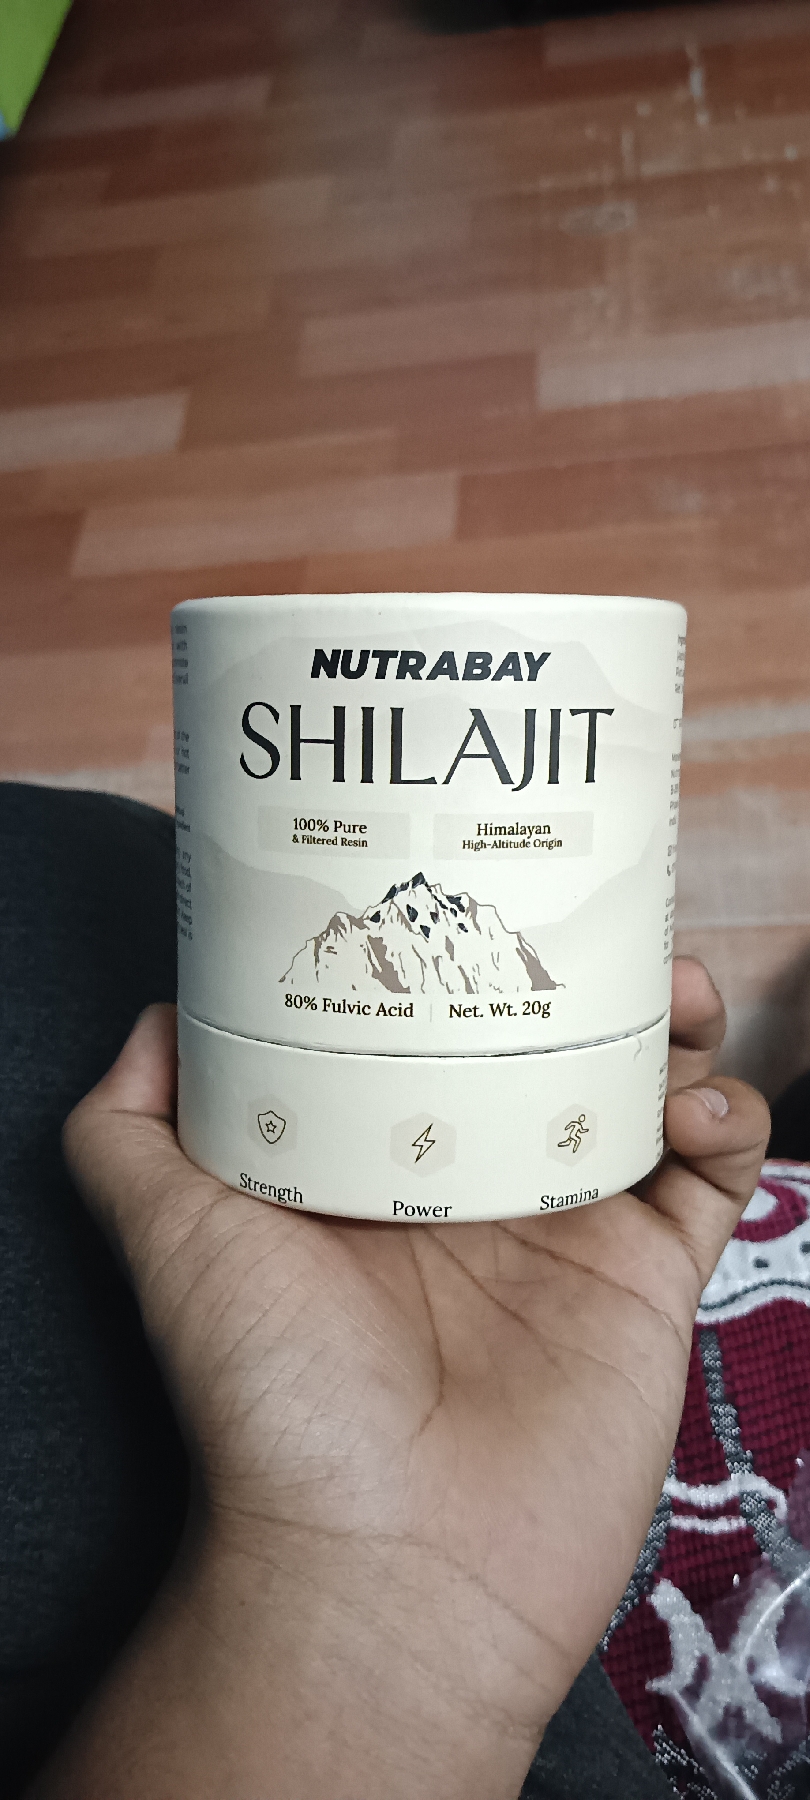 NUTRABAY
SHILAJIT
100% Pure
& Filtered Resin
Himalayan
High-Altitude Origin
80% Fulvic Acid | Net. Wt. 20g
Strength
Power
Stamina